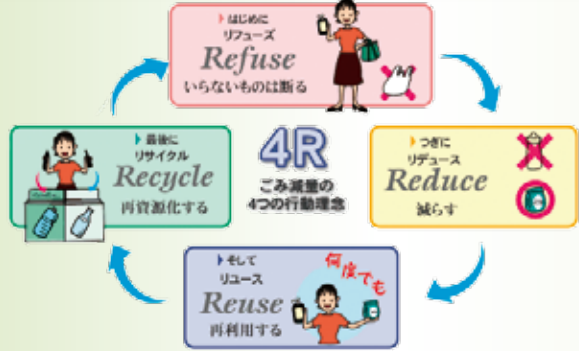 はじめに
リフューズ
Refuse
いらないものは断る
つぎに
リデュース
Reduce
減らす
そして
リユース
Reuse
再利用する
何度でも
最後に
リサイクル
Recycle
再資源化する
4R
ごみ減量の
4つの行動理念